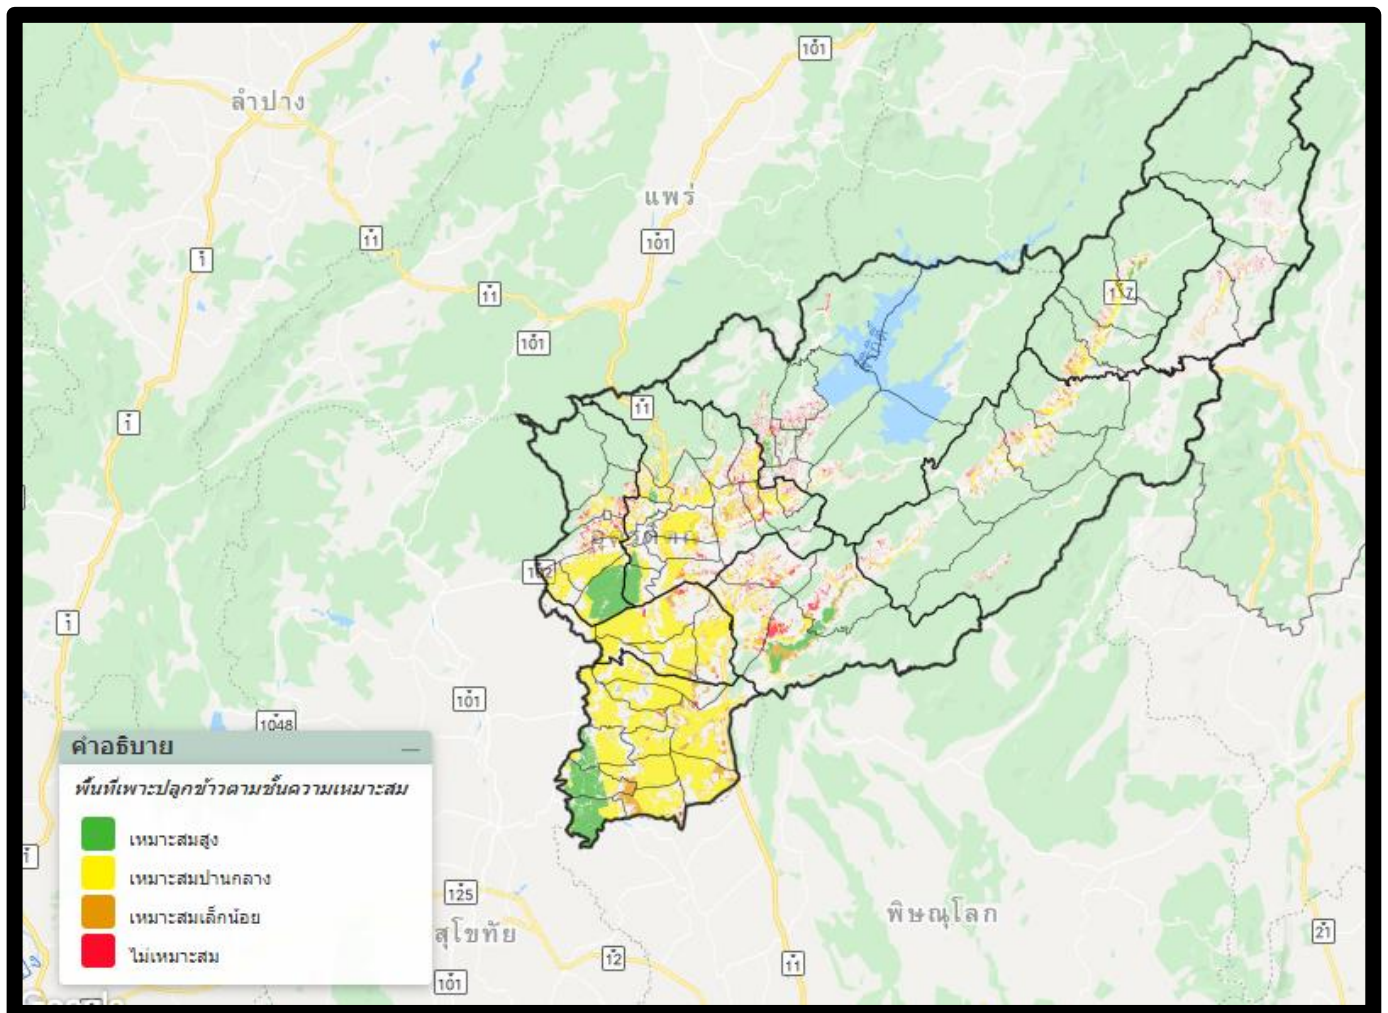 101
ลำปาง
แพร่
11
101
1
117
11
101
11
1
102
1
101
1048
คำอธิบาย
พื้นที่เพาะปลูกข้าวตามชั้นความเหมาะสม
เหมาะสมสูง
เหมาะสมปานกลาง
เหมาะสมเล็กน้อย
ไม่เหมาะสม
1
125
พิษณุโลก
สุโขทัย
21
12
11
101